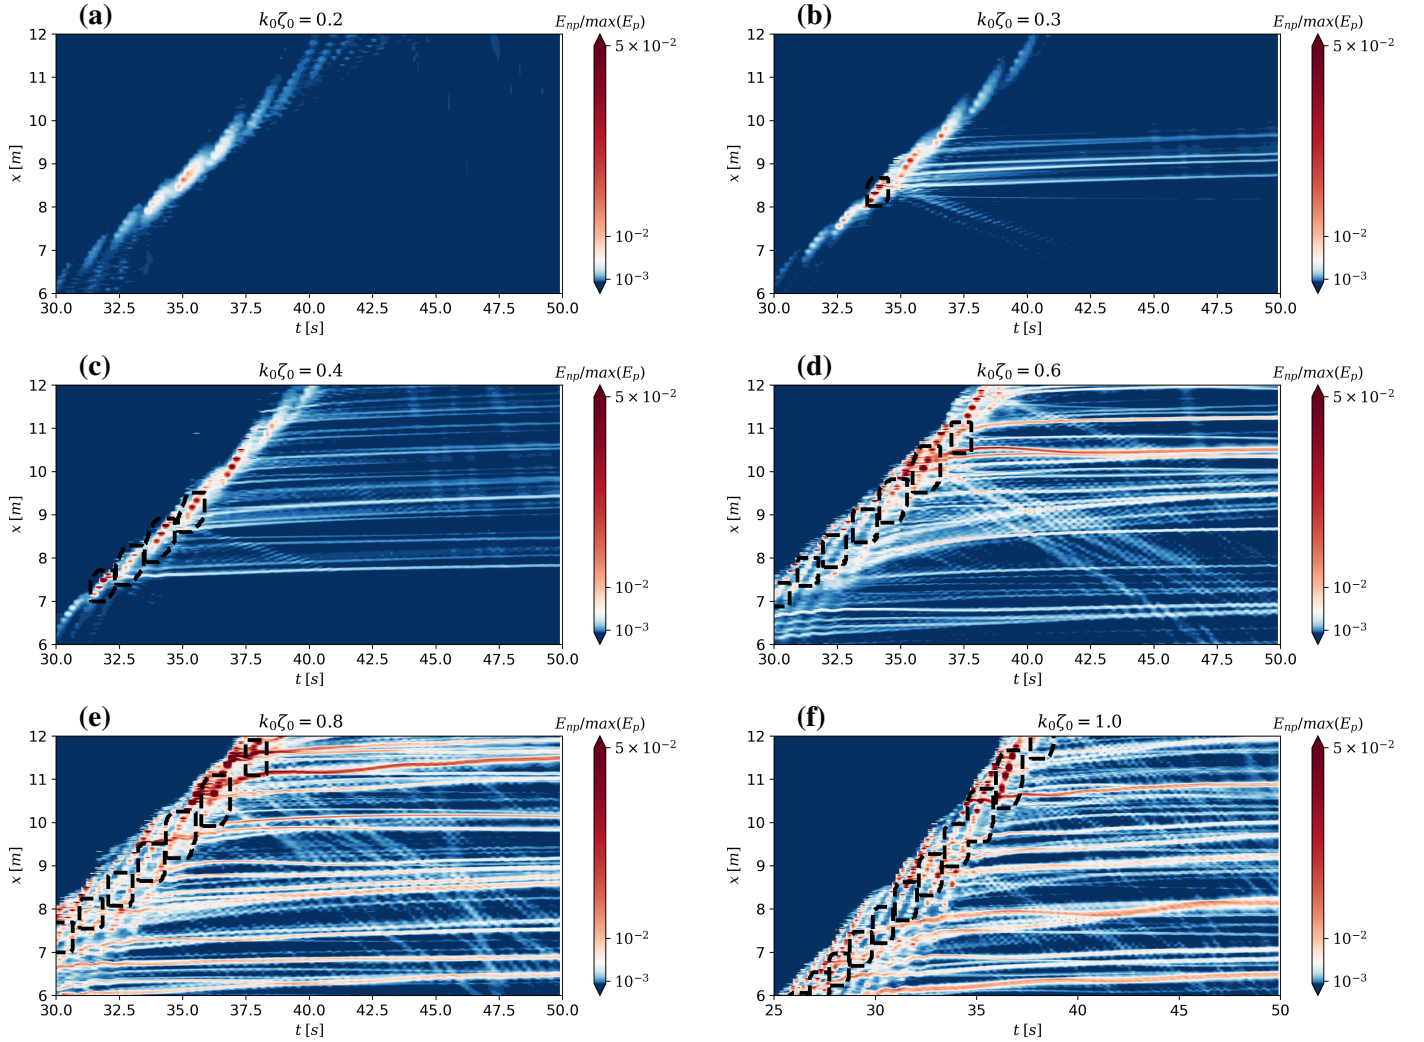 (a) k₀ζ₀ = 0.2 E_np/max(E_p)
12
11
10
9
8
7
6
x [m]
30.0 32.5 35.0 37.5 40.0 42.5 45.0 47.5 50.0
t [s]
5 × 10⁻²
10⁻²
10⁻³
(b) k₀ζ₀ = 0.3 E_np/max(E_p)
12
11
10
9
8
7
6
x [m]
30.0 32.5 35.0 37.5 40.0 42.5 45.0 47.5 50.0
t [s]
5 × 10⁻²
10⁻²
10⁻³
(c) k₀ζ₀ = 0.4 E_np/max(E_p)
12
11
10
9
8
7
6
x [m]
30.0 32.5 35.0 37.5 40.0 42.5 45.0 47.5 50.0
t [s]
5 × 10⁻²
10⁻²
10⁻³
(d) k₀ζ₀ = 0.6 E_np/max(E_p)
12
11
10
9
8
7
6
x [m]
30.0 32.5 35.0 37.5 40.0 42.5 45.0 47.5 50.0
t [s]
5 × 10⁻²
10⁻²
10⁻³
(e) k₀ζ₀ = 0.8 E_np/max(E_p)
12
11
10
9
8
7
6
x [m]
30.0 32.5 35.0 37.5 40.0 42.5 45.0 47.5 50.0
t [s]
5 × 10⁻²
10⁻²
10⁻³
(f) k₀ζ₀ = 1.0 E_np/max(E_p)
12
11
10
9
8
7
6
x [m]
25 30 35 40 45 50
t [s]
5 × 10⁻²
10⁻²
10⁻³